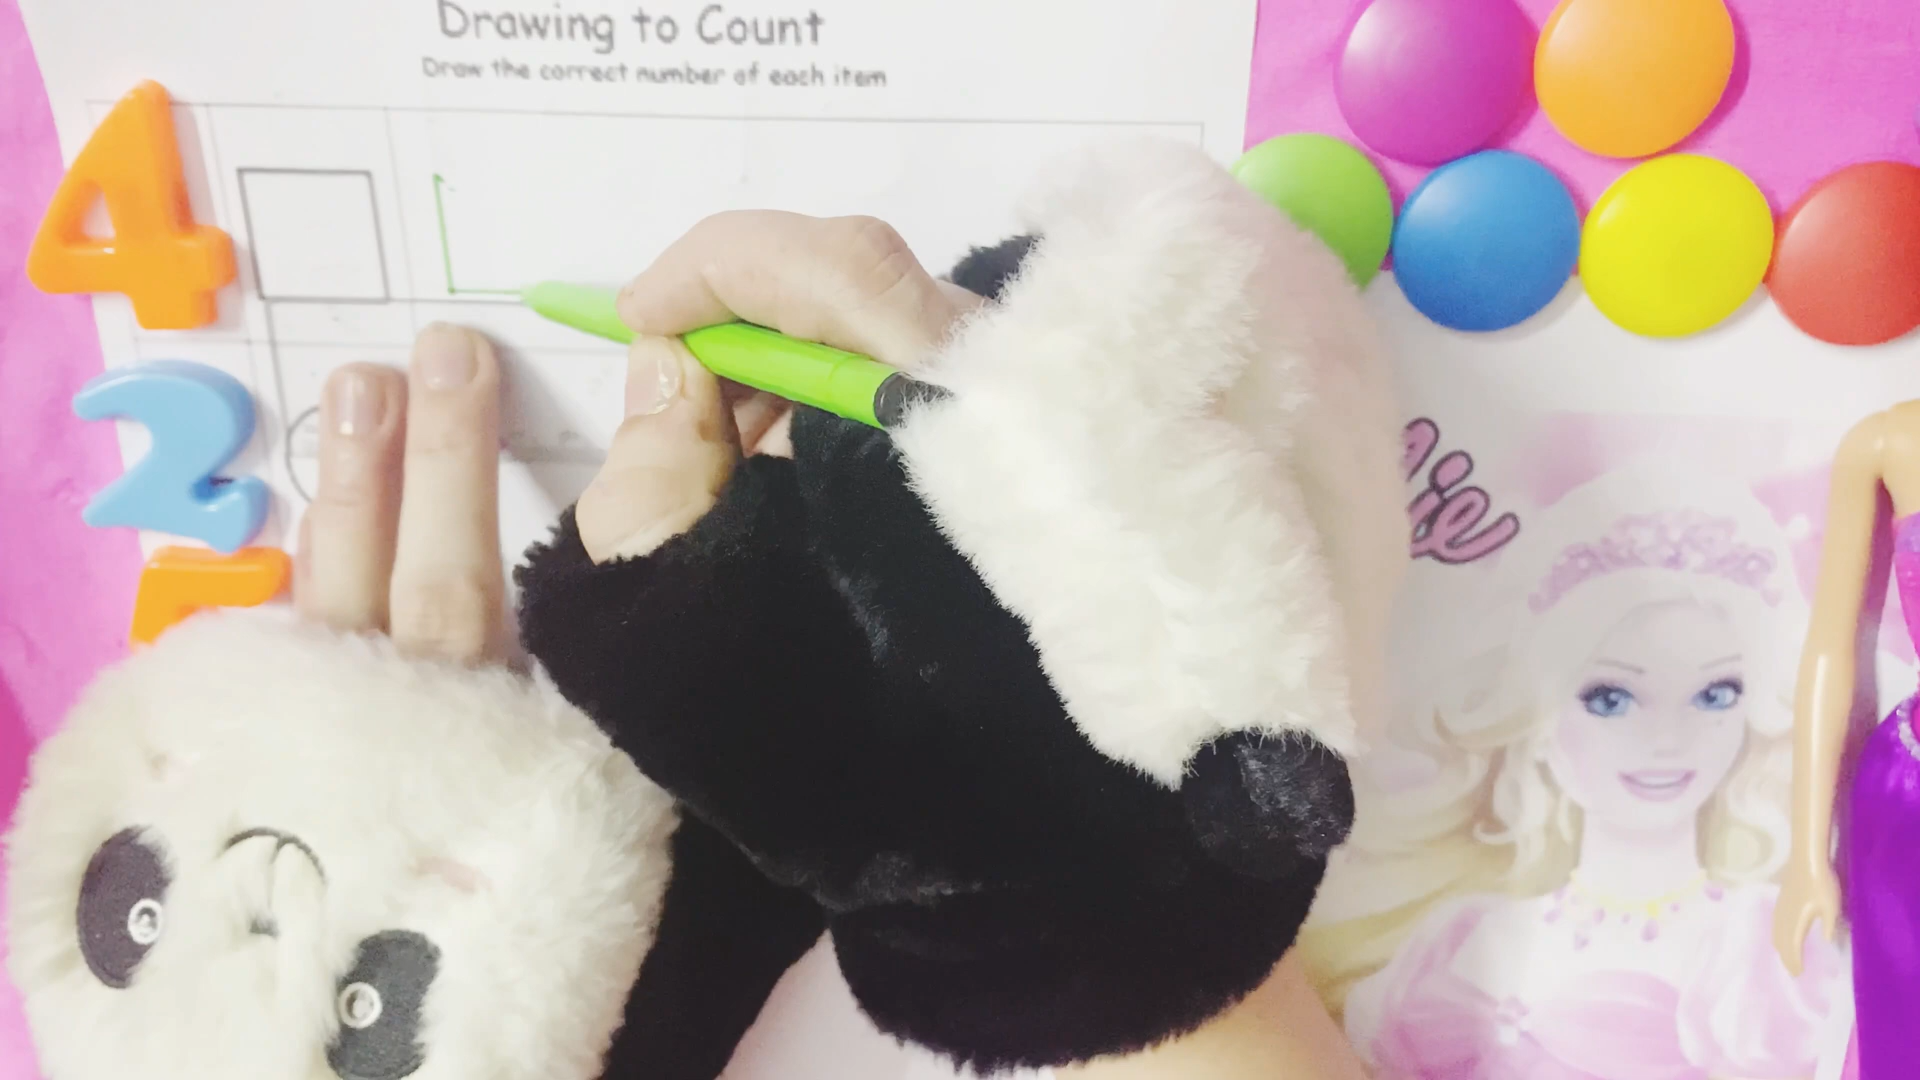 Drawing to Count
Draw the correct number of each item
4
2